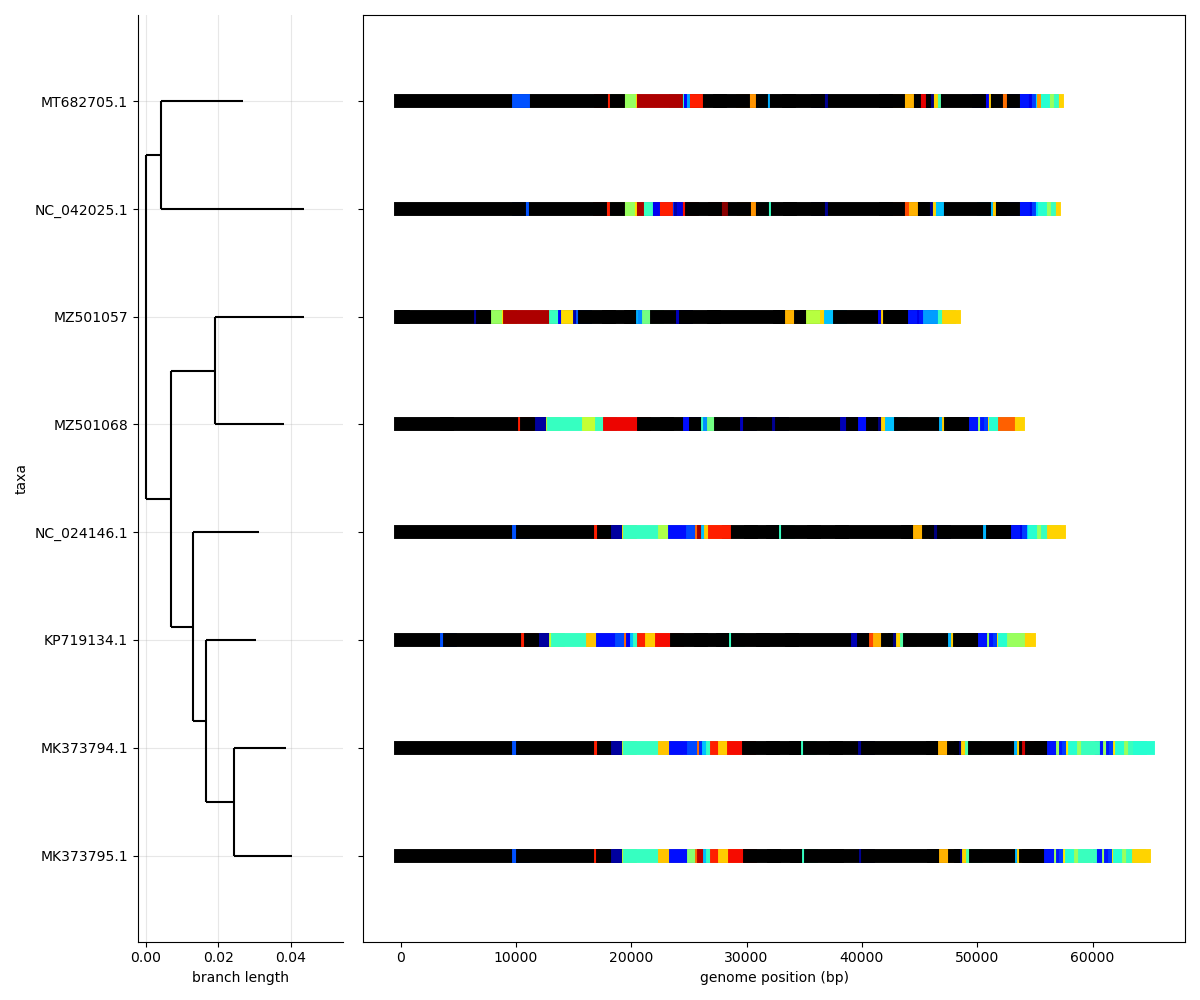 MT682705.1
NC_042025.1
MZ501057
MZ501068
NC_024146.1
KP719134.1
MK373794.1
MK373795.1
taxa
0.00 0.02 0.04
branch length
0 10000 20000 30000 40000 50000 60000
genome position (bp)